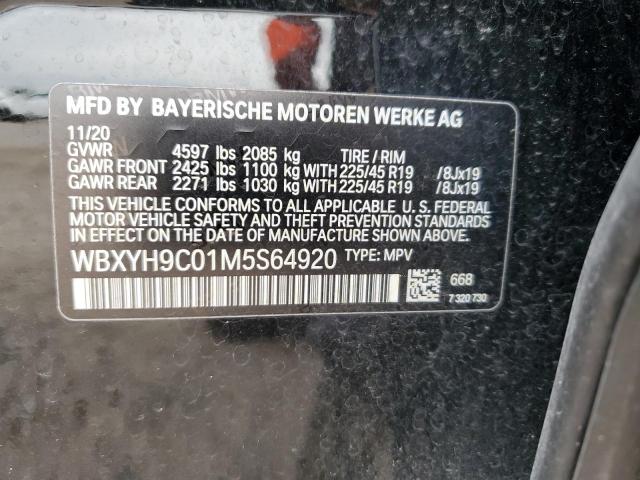 MFD BY BAYERISCHE MOTOREN WERKE AG
11/20
GVWR 4597 lbs 2085 kg TIRE / RIM
GAWR FRONT 2425 lbs 1100 kg WITH 225/45 R19 /8Jx19
GAWR REAR 2271 lbs 1030 kg WITH 225/45 R19 /8Jx19
THIS VEHICLE CONFORMS TO ALL APPLICABLE U. S. FEDERAL
MOTOR VEHICLE SAFETY AND THEFT PREVENTION STANDARDS
IN EFFECT ON THE DATE OF MANUFACTURE SHOWN ABOVE.
WBXYH9C01M5S64920 TYPE: MPV
668
7 320 730